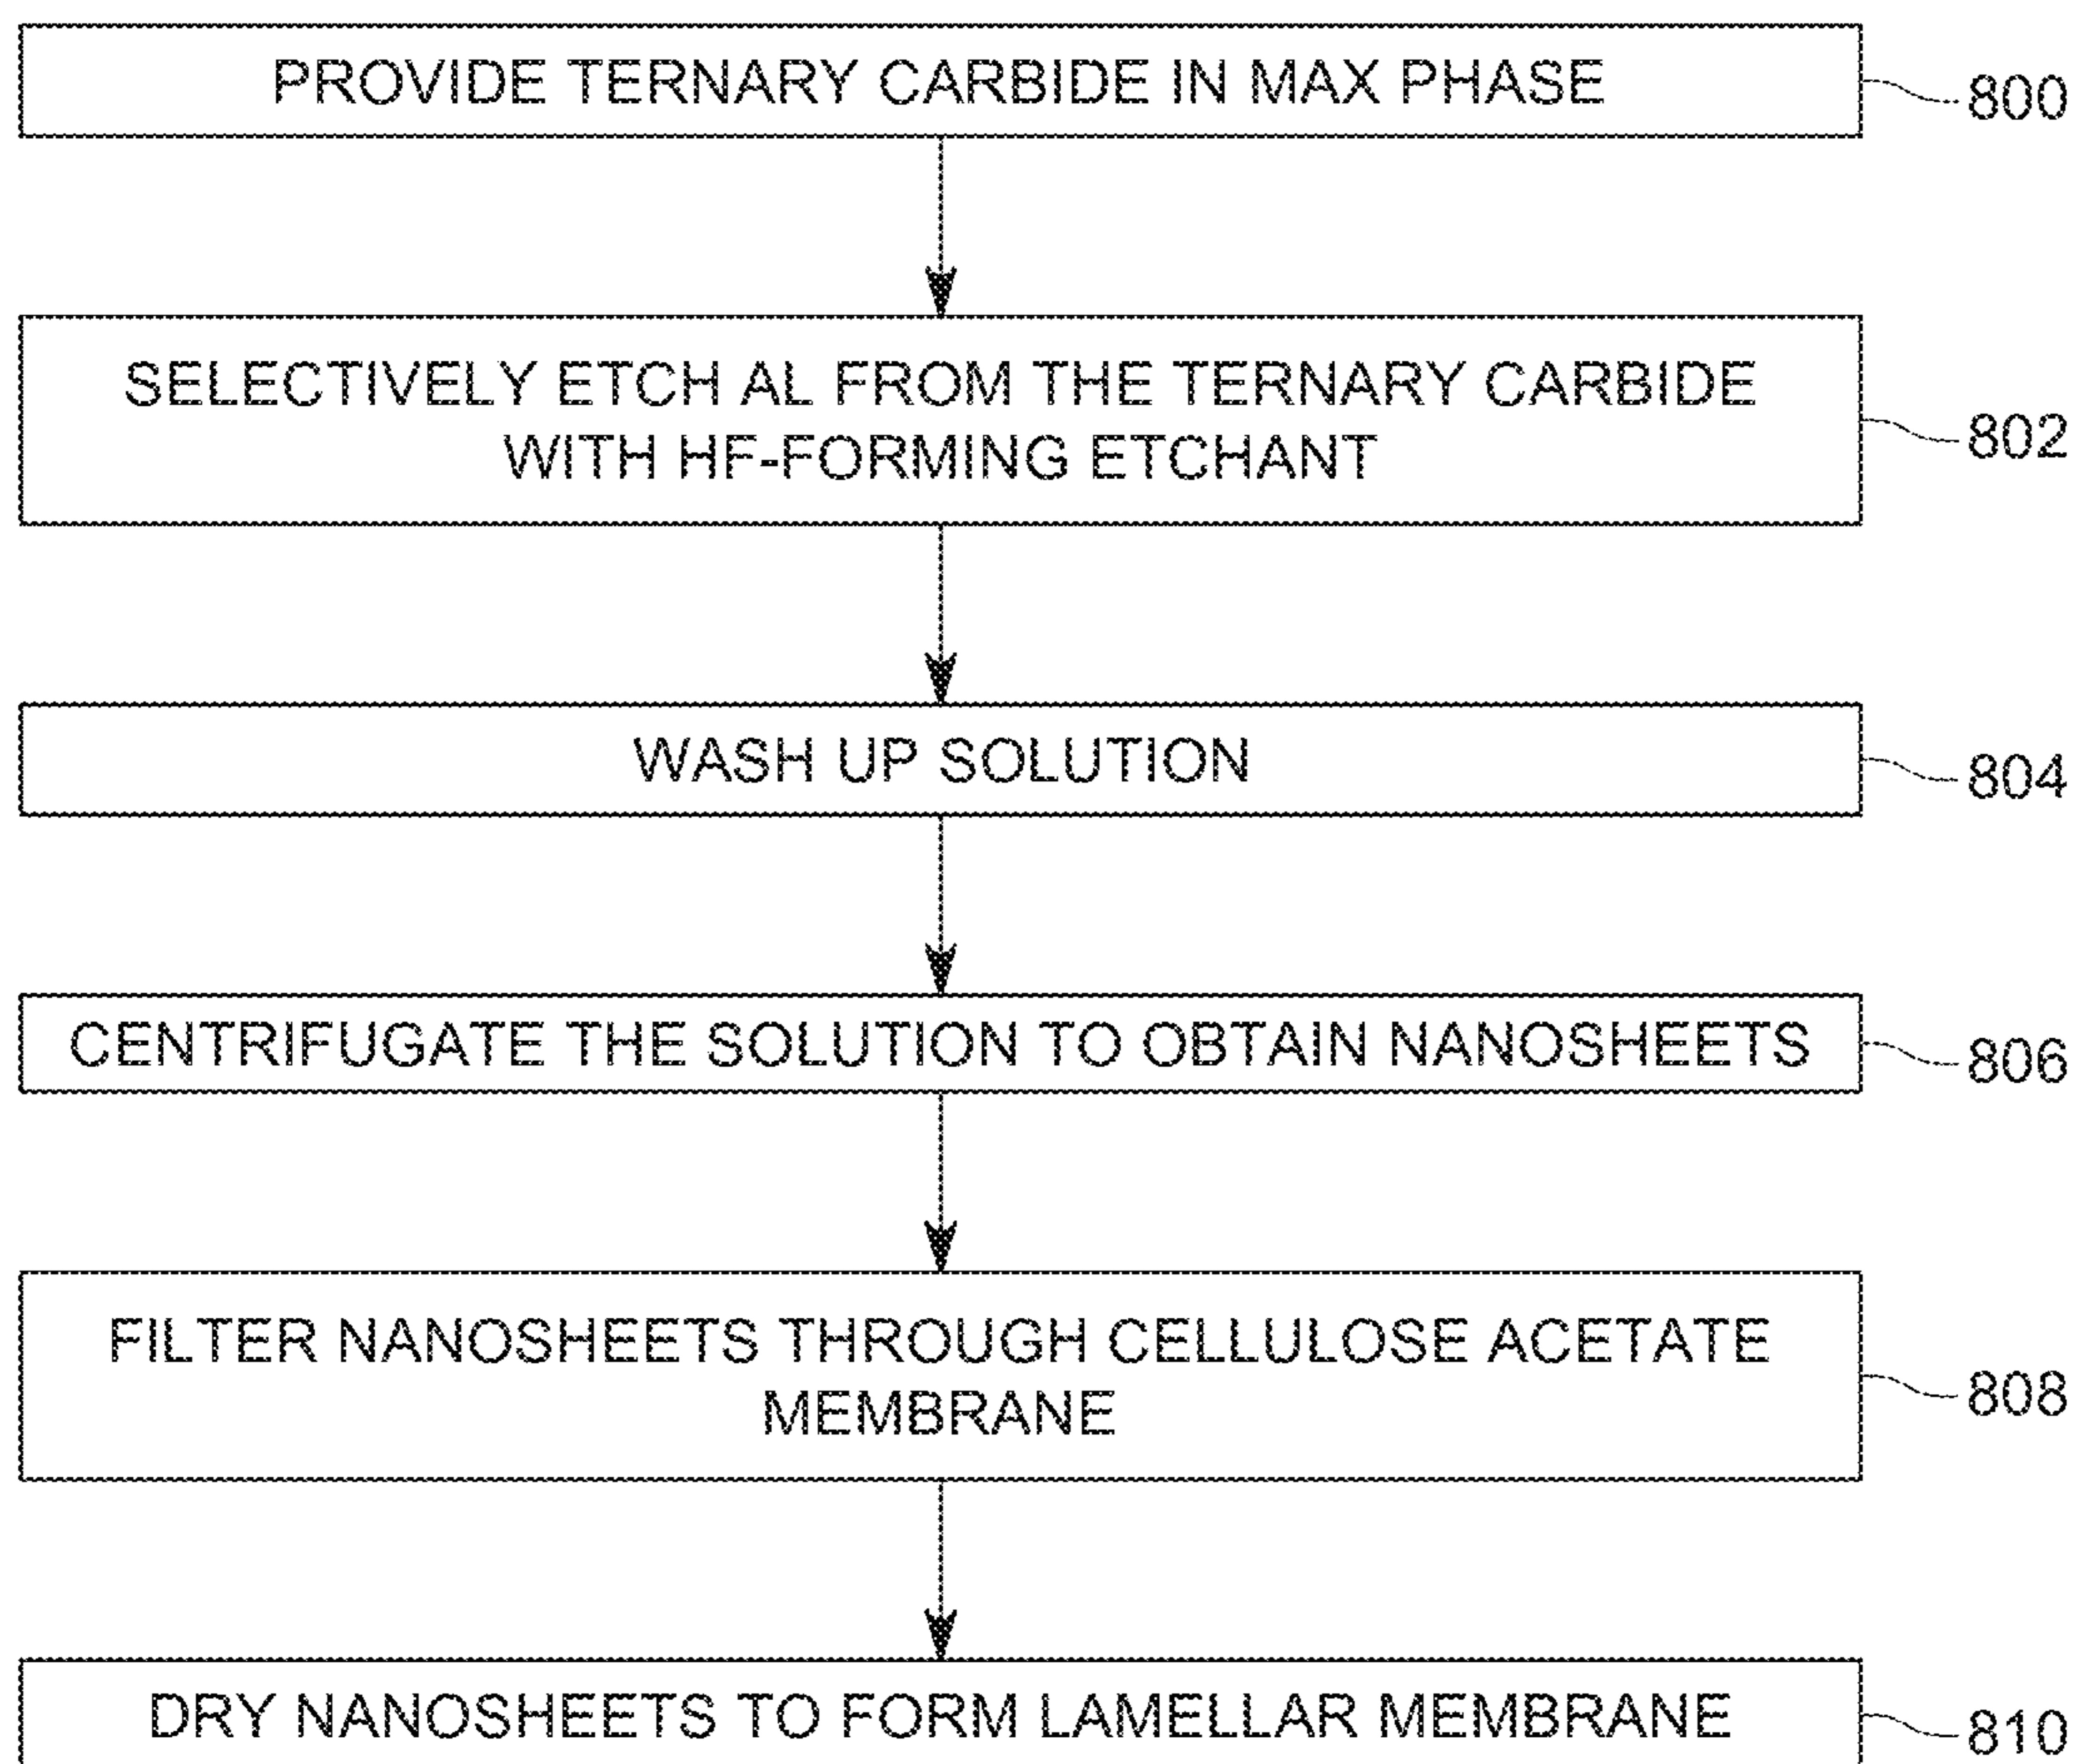 PROVIDE TERNARY CARBIDE IN MAX PHASE
800
SELECTIVELY ETCH AL FROM THE TERNARY CARBIDE
WITH HF-FORMING ETCHANT
802
WASH UP SOLUTION
804
CENTRIFUGATE THE SOLUTION TO OBTAIN NANOSHEETS
806
FILTER NANOSHEETS THROUGH CELLULOSE ACETATE
MEMBRANE
808
DRY NANOSHEETS TO FORM LAMELLAR MEMBRANE
810